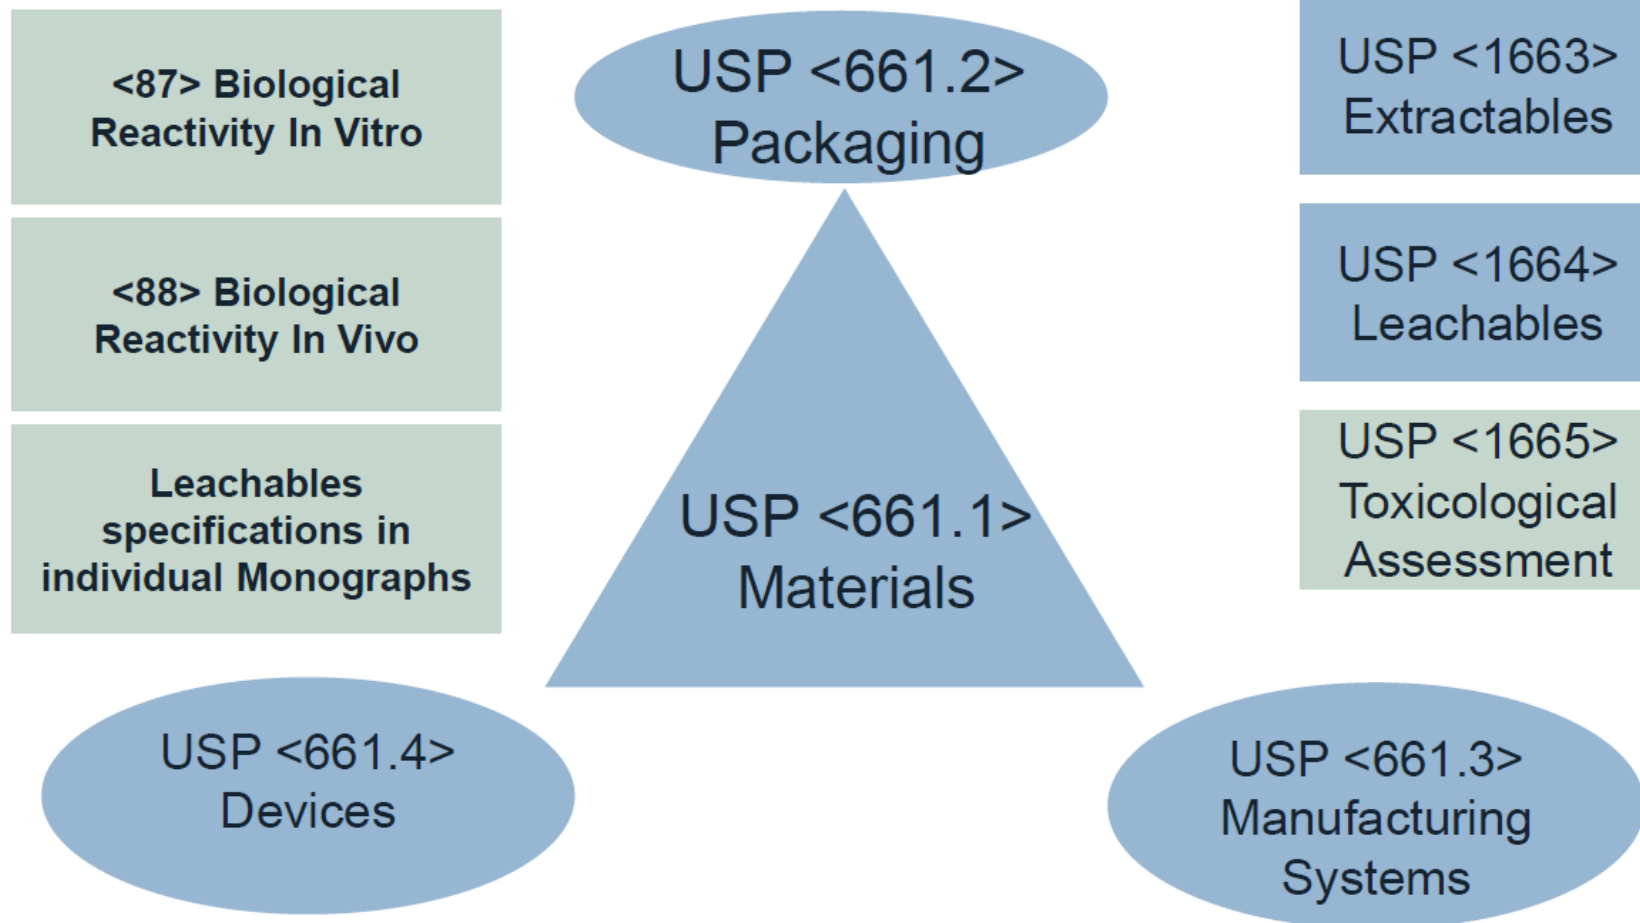 <87> Biological
Reactivity In Vitro
<88> Biological
Reactivity In Vivo
Leachables
specifications in
individual Monographs
USP <661.2>
Packaging
USP <661.1>
Materials
USP <1663>
Extractables
USP <1664>
Leachables
USP <1665>
Toxicological
Assessment
USP <661.4>
Devices
USP <661.3>
Manufacturing
Systems